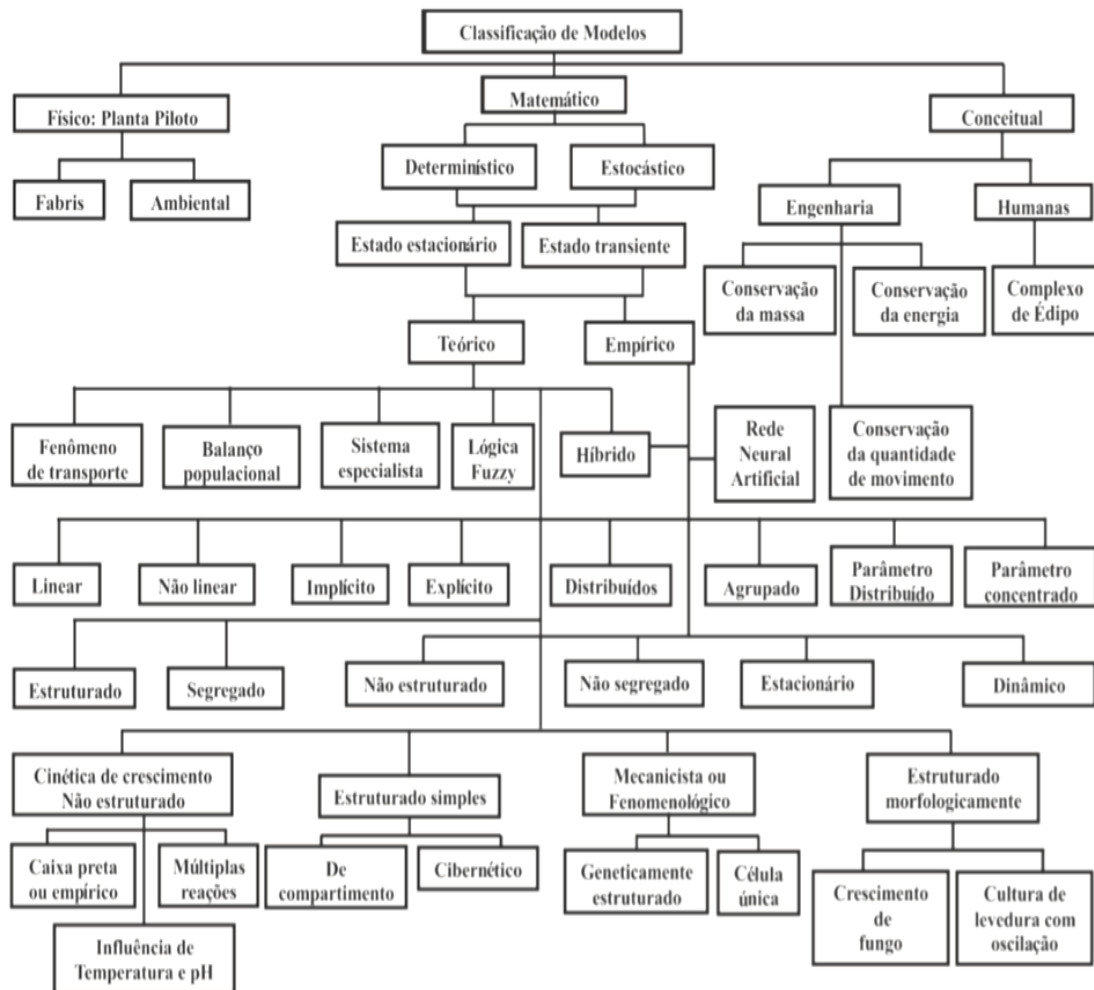 Classificação de Modelos
Físico: Planta Piloto
Matemático
Conceitual
Determinístico
Estocástico
Fabris
Ambiental
Engenharia
Humanas
Estado estacionário
Estado transiente
Conservação
da massa
Conservação
da energia
Complexo
de Édipo
Teórico
Empírico
Fenômeno
de transporte
Balanço
populacional
Sistema
especialista
Lógica
Fuzzy
Híbrido
Rede
Neural
Artificial
Conservação
da quantidade
de movimento
Linear
Não linear
Implícito
Explícito
Distribuídos
Agrupado
Parâmetro
Distribuído
Parâmetro
concentrado
Estruturado
Segregado
Não estruturado
Não segregado
Estacionário
Dinâmico
Cinética de crescimento
Não estruturado
Estruturado simples
Mecanicista ou
Fenomenológico
Estruturado
morfologicamente
Caixa preta
ou empírico
Múltiplas
reações
De
compartimento
Cibernético
Geneticamente
estruturado
Célula
única
Crescimento
de
fungo
Cultura de
levedura com
oscilação
Influência de
Temperatura e pH